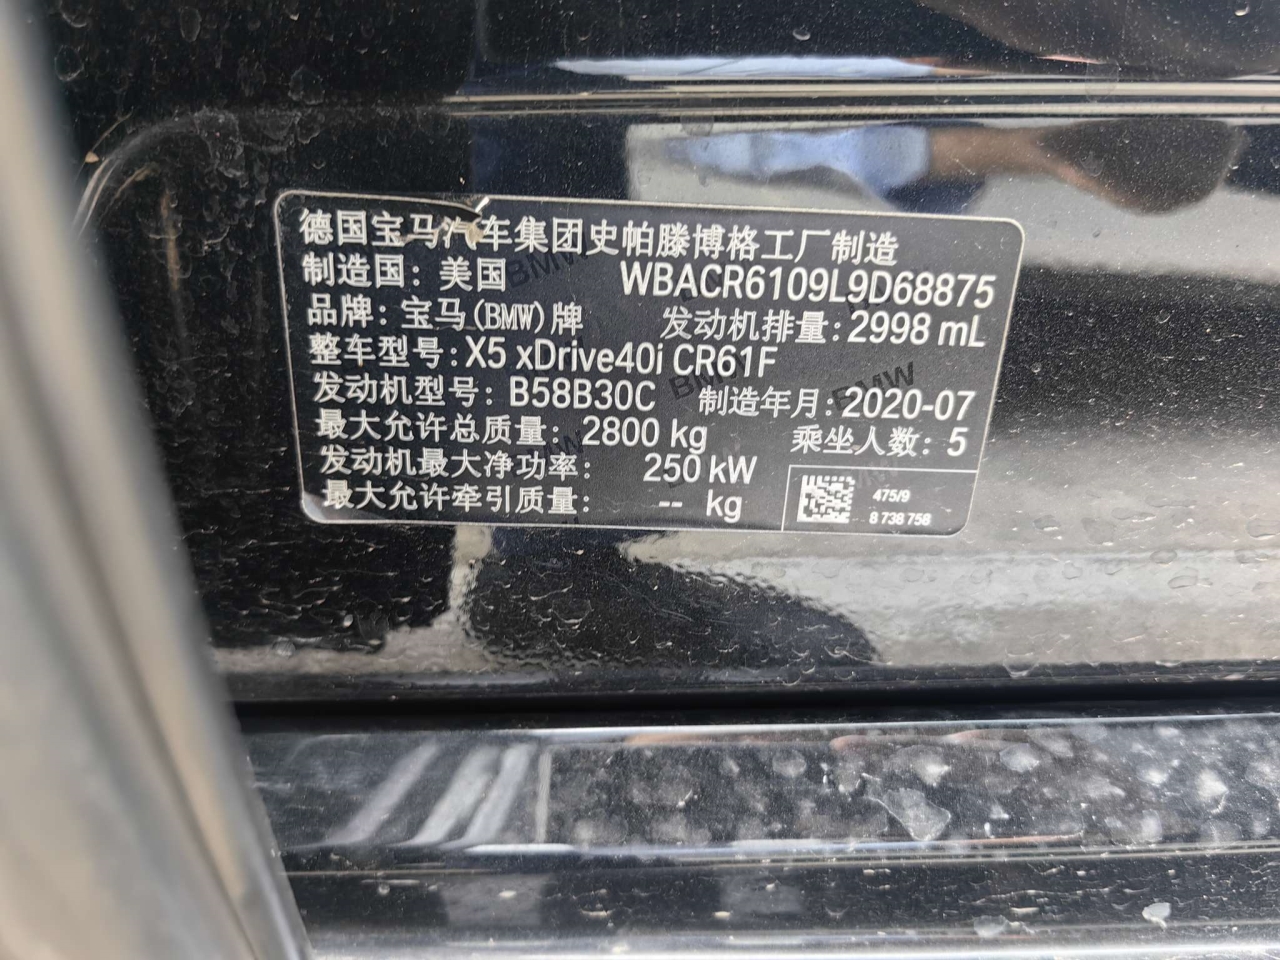 德国宝马汽车集团史帕滕博格工厂制造
制造国：美国 WBACR6109L9D68875
品牌：宝马(BMW)牌 发动机排量：2998 mL
整车型号：X5 xDrive40i CR61F
发动机型号：B58B30C 制造年月：2020-07
最大允许总质量：2800 kg 乘坐人数：5
发动机最大净功率： 250 kW
最大允许牵引质量： -- kg
475/9
8 738 758